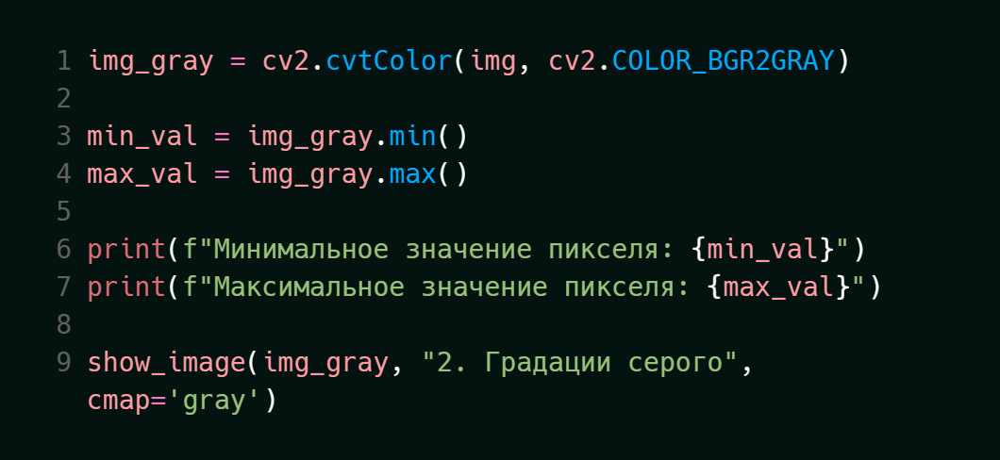 1 img_gray = cv2.cvtColor(img, cv2.COLOR_BGR2GRAY)
2
3 min_val = img_gray.min()
4 max_val = img_gray.max()
5
6 print(f"Минимальное значение пикселя: {min_val}")
7 print(f"Максимальное значение пикселя: {max_val}")
8
9 show_image(img_gray, "2. Градации серого",
cmap='gray')